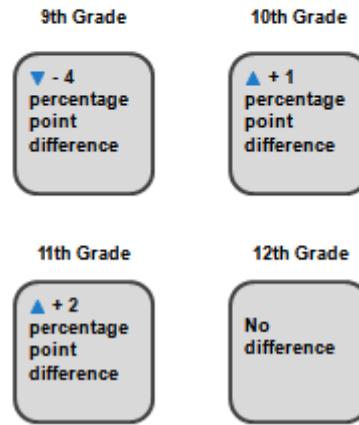 9th Grade
▼ - 4
percentage
point
difference
10th Grade
▲ + 1
percentage
point
difference
11th Grade
▲ + 2
percentage
point
difference
12th Grade
No
difference